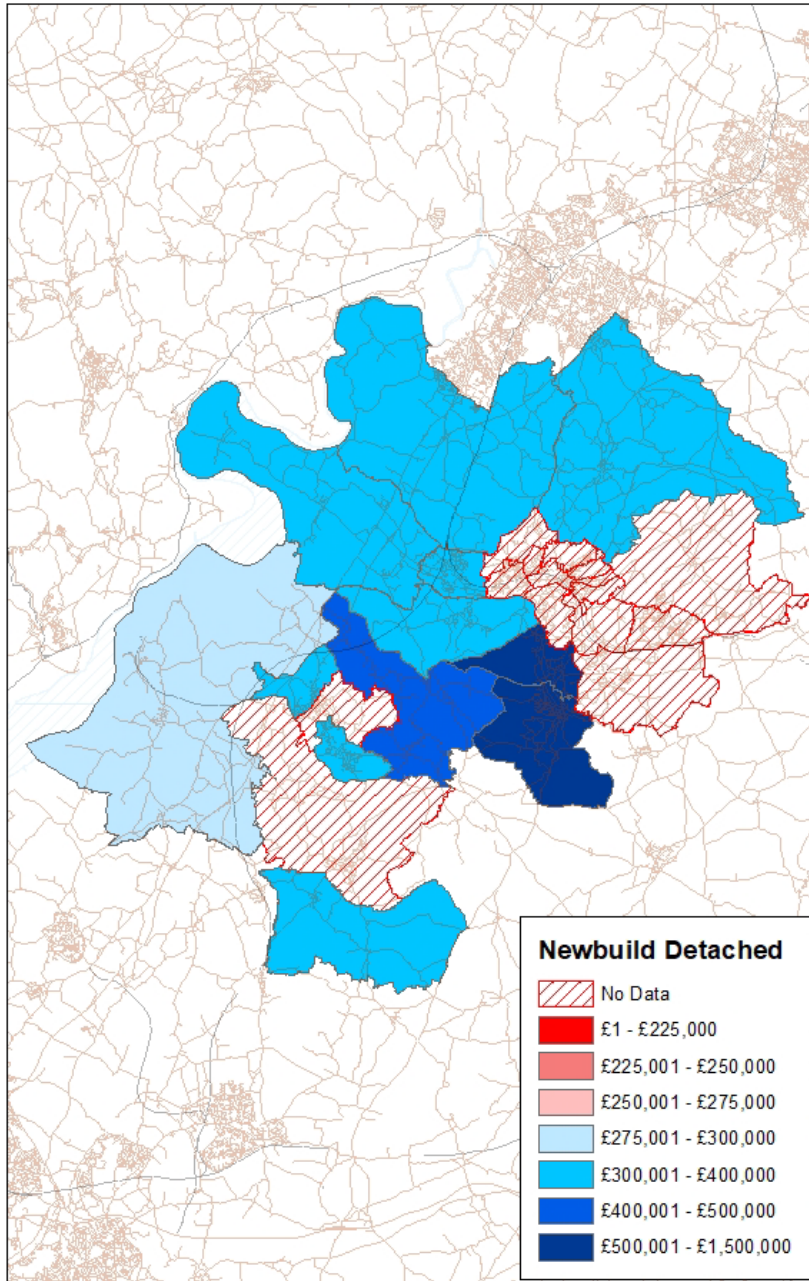 Newbuild Detached
No Data
£1 - £225,000
£225,001 - £250,000
£250,001 - £275,000
£275,001 - £300,000
£300,001 - £400,000
£400,001 - £500,000
£500,001 - £1,500,000